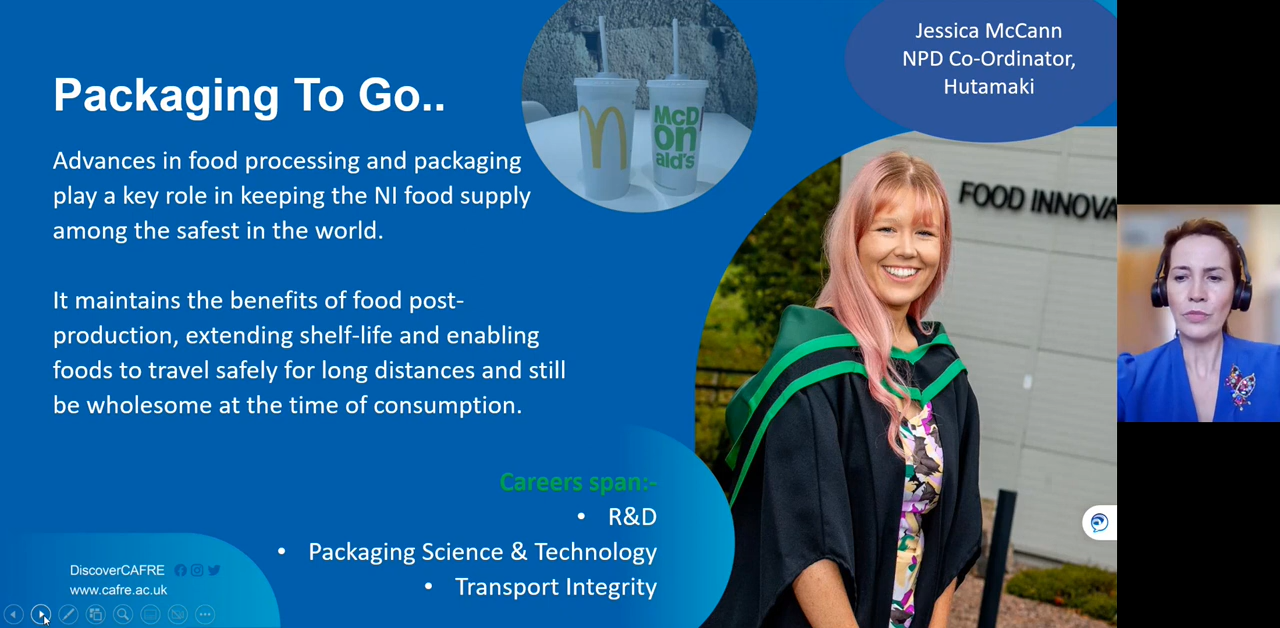 Jessica McCann
NPD Co-Ordinator,
Hutamaki
Packaging To Go..
McD
on
ald's
Advances in food processing and packaging
play a key role in keeping the NI food supply
among the safest in the world.
It maintains the benefits of food post-
production, extending shelf-life and enabling
foods to travel safely for long distances and still
be wholesome at the time of consumption.
FOOD INNOVA
Careers span:-
• R&D
• Packaging Science & Technology
• Transport Integrity
DiscoverCAFRE
www.cafre.ac.uk